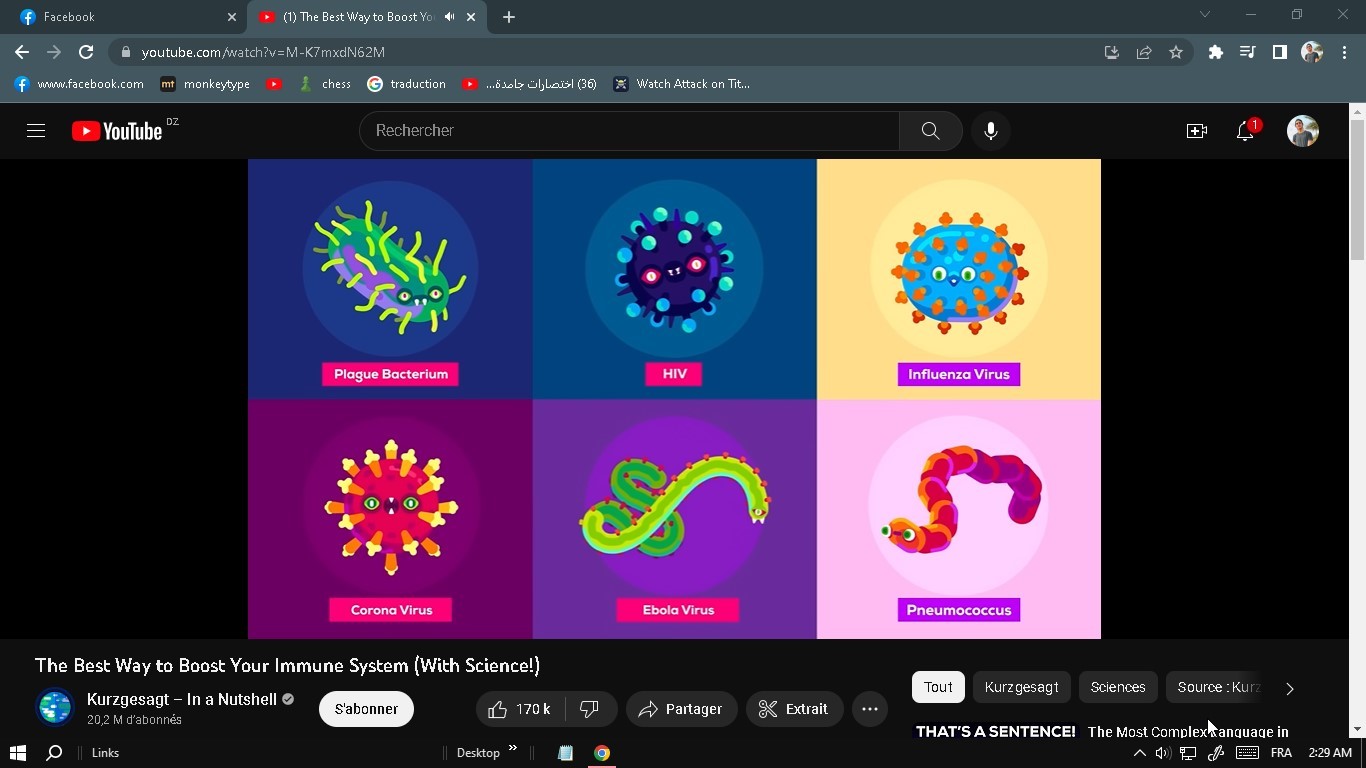 Facebook
(1) The Best Way to Boost Yo
youtube.com/watch?v=M-K7mxdN62M
www.facebook.com
mt monkeytype
chess
traduction
(36) اختصارات جامدة...
Watch Attack on Tit...
YouTube DZ
Rechercher
1
Plague Bacterium
HIV
Influenza Virus
Corona Virus
Ebola Virus
Pneumococcus
The Best Way to Boost Your Immune System (With Science!)
Kurzgesagt – In a Nutshell
20,2 M d’abonnés
S'abonner
170 k
Partager
Extrait
Tout
Kurzgesagt
Sciences
Source : Kurz
THAT'S A SENTENCE!
The Most Complex Language in
Links
Desktop
FRA
2:29 AM